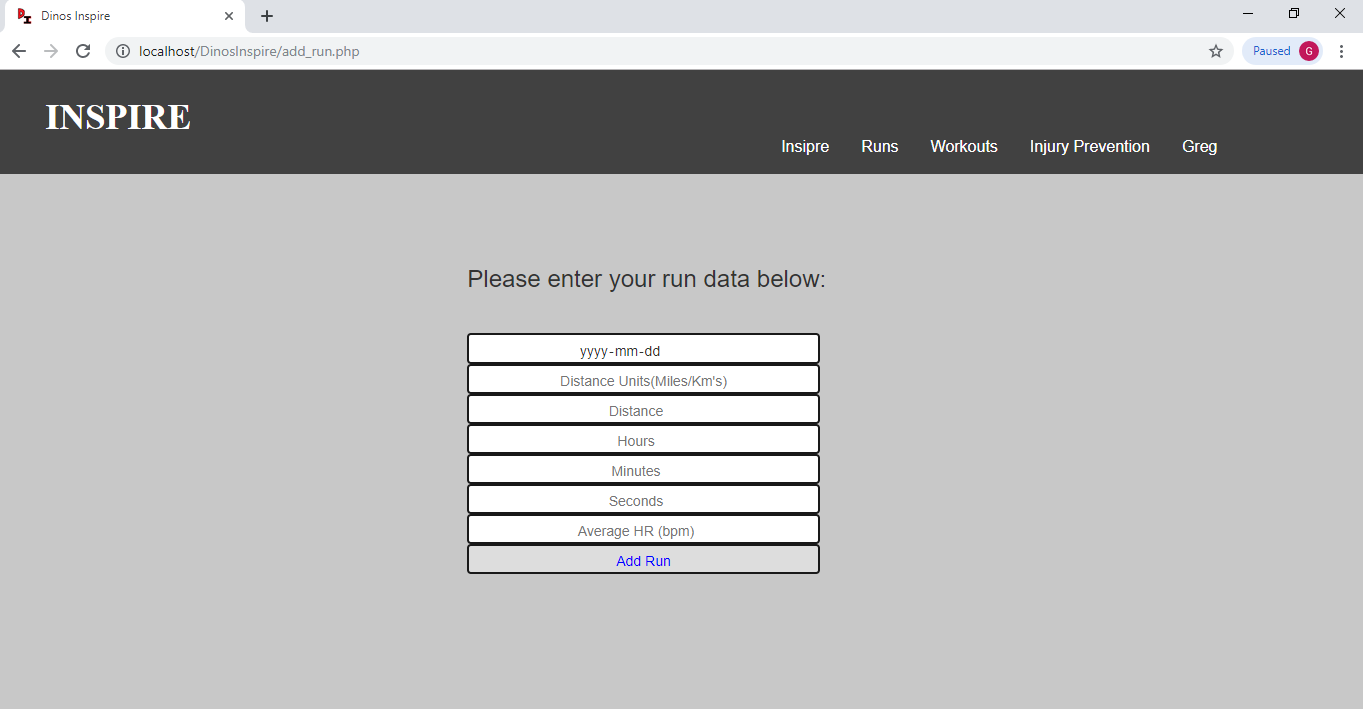 Dinos Inspire
localhost/DinosInspire/add_run.php
Paused G
INSPIRE
Insipre Runs Workouts Injury Prevention Greg
Please enter your run data below:
yyyy-mm-dd
Distance Units(Miles/Km's)
Distance
Hours
Minutes
Seconds
Average HR (bpm)
Add Run